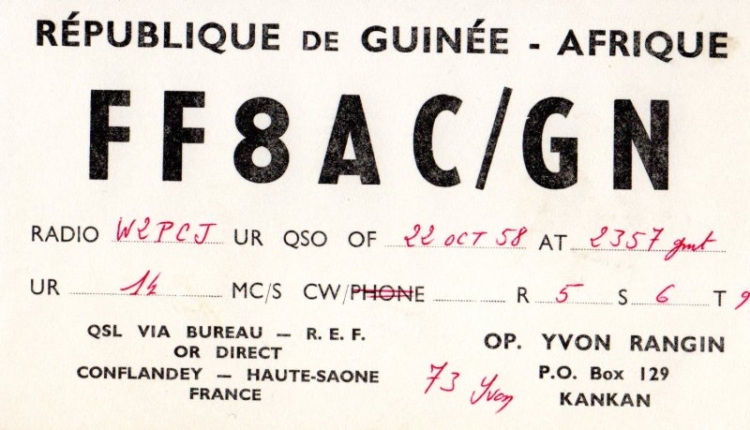 RÉPUBLIQUE DE GUINÉE - AFRIQUE
FF8AC/GN
RADIO W2PCJ UR QSO OF 22 OCT 58 AT 2357 gmt
UR 14 MC/S CW/PHONE R 5 S 6 T 9
QSL VIA BUREAU — R. E. F.
OR DIRECT
CONFLANDEY — HAUTE-SAONE
FRANCE
OP. YVON RANGIN
P.O. Box 129
KANKAN
73 Yvon